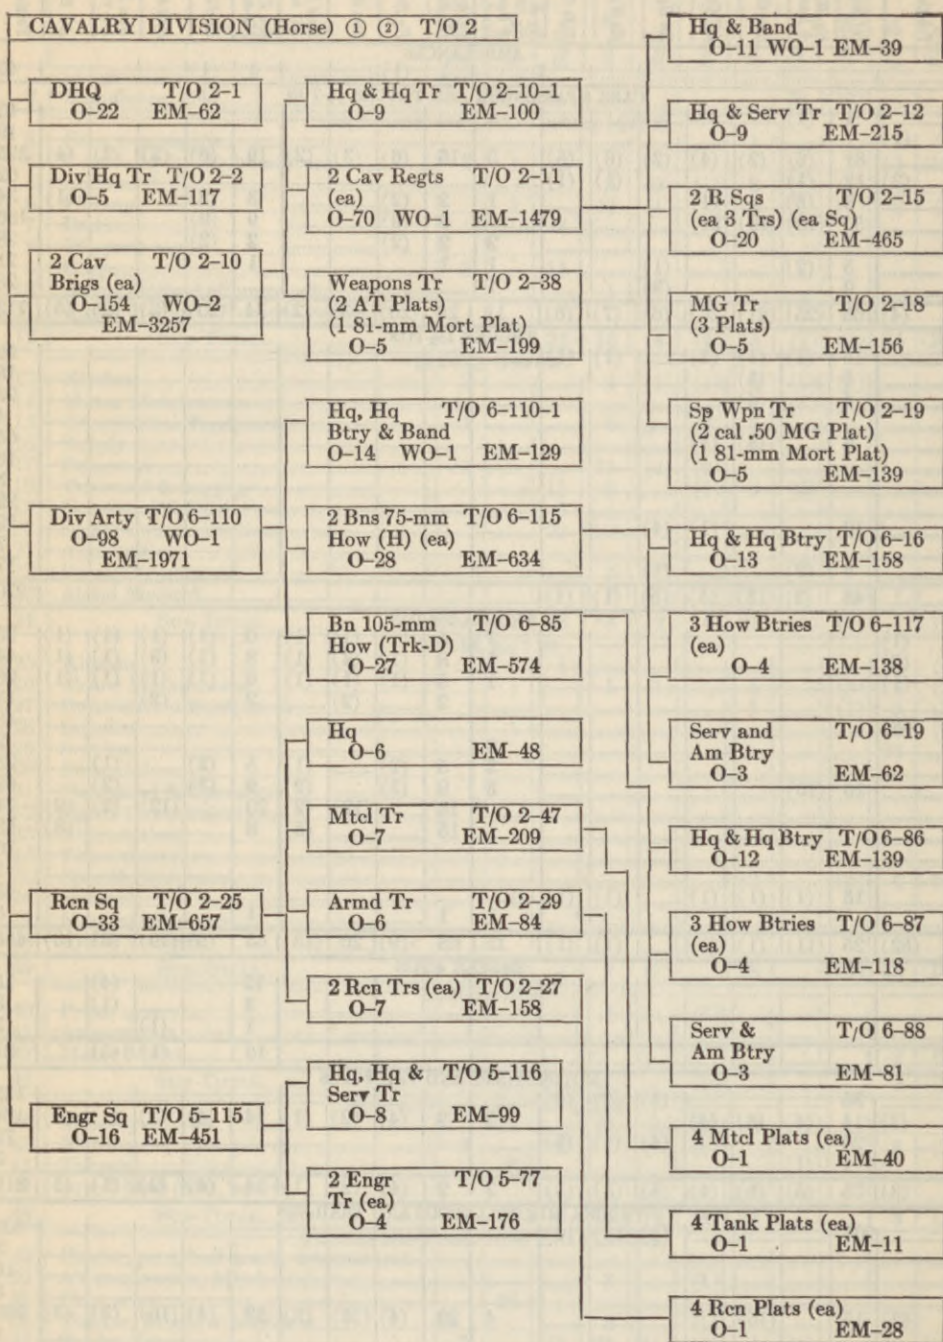 CAVALRY DIVISION (Horse) ① ② T/O 2
DHQ T/O 2–1
O–22 EM–62
Div Hq Tr T/O 2–2
O–5 EM–117
2 Cav T/O 2–10
Brigs (ea)
O–154 WO–2
EM–3257
Div Arty T/O 6–110
O–98 WO–1
EM–1971
Rcn Sq T/O 2–25
O–33 EM–657
Engr Sq T/O 5–115
O–16 EM–451
Hq & Hq Tr T/O 2–10–1
O–9 EM–100
2 Cav Regts T/O 2–11
(ea)
O–70 WO–1 EM–1479
Weapons Tr T/O 2–38
(2 AT Plats)
(1 81-mm Mort Plat)
O–5 EM–199
Hq, Hq T/O 6–110–1
Btry & Band
O–14 WO–1 EM–129
2 Bns 75-mm T/O 6–115
How (H) (ea)
O–28 EM–634
Bn 105-mm T/O 6–85
How (Trk-D)
O–27 EM–574
Hq
O–6 EM–48
Mtcl Tr T/O 2–47
O–7 EM–209
Armd Tr T/O 2–29
O–6 EM–84
2 Rcn Trs (ea) T/O 2–27
O–7 EM–158
Hq, Hq & T/O 5–116
Serv Tr
O–8 EM–99
2 Engr T/O 5–77
Tr (ea)
O–4 EM–176
Hq & Band
O–11 WO–1 EM–39
Hq & Serv Tr T/O 2–12
O–9 EM–215
2 R Sqs T/O 2–15
(ea 3 Trs) (ea Sq)
O–20 EM–465
MG Tr T/O 2–18
(3 Plats)
O–5 EM–156
Sp Wpn Tr T/O 2–19
(2 cal .50 MG Plat)
(1 81-mm Mort Plat)
O–5 EM–139
Hq & Hq Btry T/O 6–16
O–13 EM–158
3 How Btries T/O 6–117
(ea)
O–4 EM–138
Serv and T/O 6–19
Am Btry
O–3 EM–62
Hq & Hq Btry T/O 6–86
O–12 EM–139
3 How Btries T/O 6–87
(ea)
O–4 EM–118
Serv & T/O 6–88
Am Btry
O–3 EM–81
4 Mtcl Plats (ea)
O–1 EM–40
4 Tank Plats (ea)
O–1 EM–11
4 Rcn Plats (ea)
O–1 EM–28